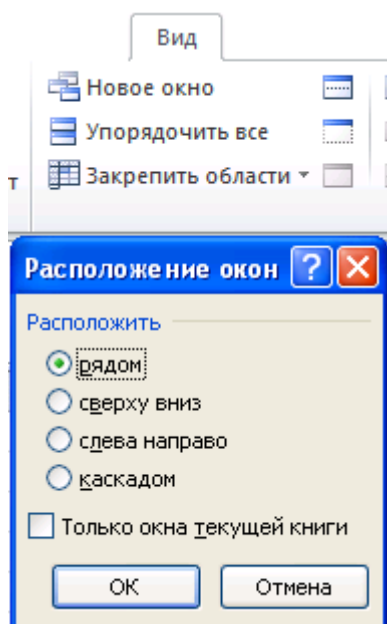 Вид
Новое окно
Упорядочить все
т Закрепить области
Расположение окон ?
Расположить
рядом
сверху вниз
слева направо
каскадом
Только окна текущей книги
ОК Отмена